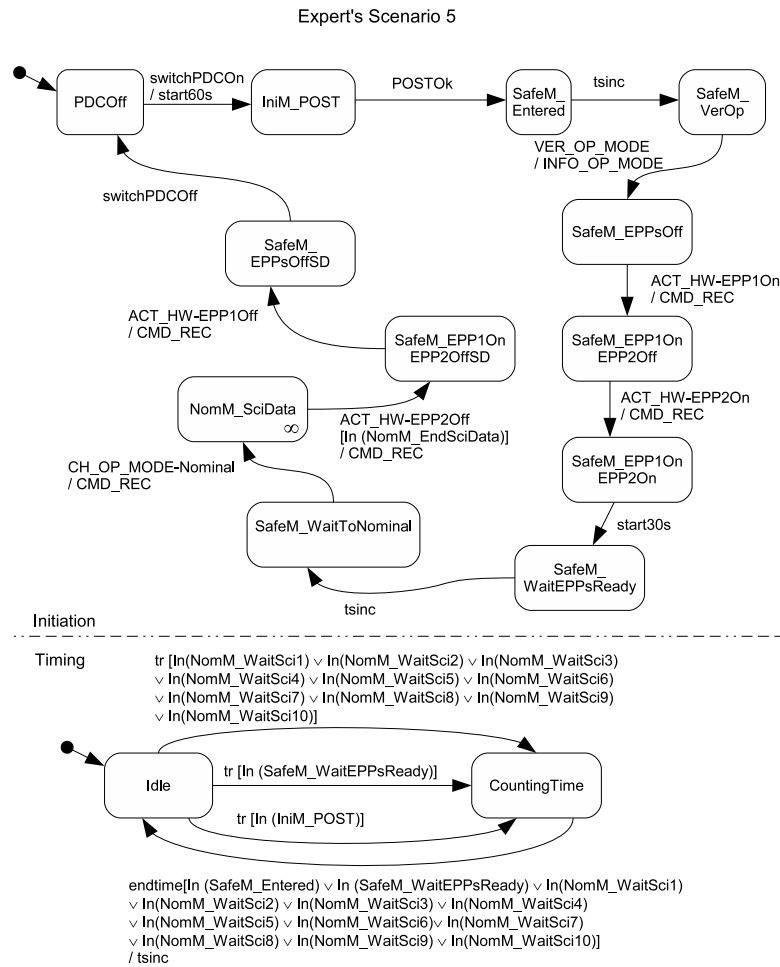 Expert's Scenario 5
PDCOff
switchPDCOn
/ start60s
IniM_POST
POSTOk
SafeM_
Entered
tsinc
SafeM_
VerOp
VER_OP_MODE
/ INFO_OP_MODE
switchPDCOff
SafeM_EPPsOff
SafeM_
EPPsOffSD
ACT_HW-EPP1On
/ CMD_REC
ACT_HW-EPP1Off
/ CMD_REC
SafeM_EPP1On
EPP2OffSD
SafeM_EPP1On
EPP2Off
NomM_SciData
∞
ACT_HW-EPP2Off
[In (NomM_EndSciData)]
/ CMD_REC
ACT_HW-EPP2On
/ CMD_REC
SafeM_EPP1On
EPP2On
CH_OP_MODE-Nominal
/ CMD_REC
SafeM_WaitToNominal
start30s
SafeM_
WaitEPPsReady
tsinc
Initiation
Timing
tr [In(NomM_WaitSci1) ∨ In(NomM_WaitSci2) ∨ In(NomM_WaitSci3)
∨ In(NomM_WaitSci4) ∨ In(NomM_WaitSci5) ∨ In(NomM_WaitSci6)
∨ In(NomM_WaitSci7) ∨ In(NomM_WaitSci8) ∨ In(NomM_WaitSci9)
∨ In(NomM_WaitSci10)]
Idle
tr [In (SafeM_WaitEPPsReady)]
CountingTime
tr [In (IniM_POST)]
endtime[In (SafeM_Entered) ∨ In (SafeM_WaitEPPsReady) ∨ In(NomM_WaitSci1)
∨ In(NomM_WaitSci2) ∨ In(NomM_WaitSci3) ∨ In(NomM_WaitSci4)
∨ In(NomM_WaitSci5) ∨ In(NomM_WaitSci6)∨ In(NomM_WaitSci7)
∨ In(NomM_WaitSci8) ∨ In(NomM_WaitSci9) ∨ In(NomM_WaitSci10)]
/ tsinc